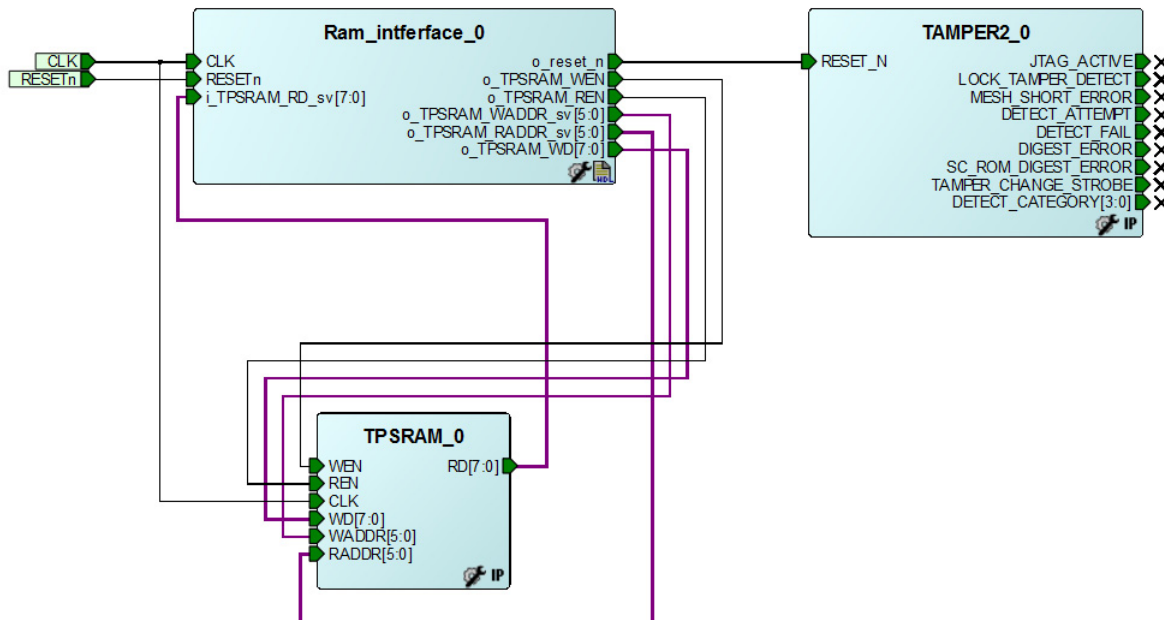 Ram_intferface_0
CLK
RESETn
CLK
RESETn
i_TPSRAM_RD_sv[7:0]
o_reset_n
o_TPSRAM_WEN
o_TPSRAM_REN
o_TPSRAM_WADDR_sv[5:0]
o_TPSRAM_RADDR_sv[5:0]
o_TPSRAM_WD[7:0]
HDL
TAMPER2_0
RESET_N
JTAG_ACTIVE
LOCK_TAMPER_DETECT
MESH_SHORT_ERROR
DETECT_ATTEMPT
DETECT_FAIL
DIGEST_ERROR
SC_ROM_DIGEST_ERROR
TAMPER_CHANGE_STROBE
DETECT_CATEGORY[3:0]
IP
TPSRAM_0
WEN
REN
CLK
WD[7:0]
WADDR[5:0]
RADDR[5:0]
RD[7:0]
IP